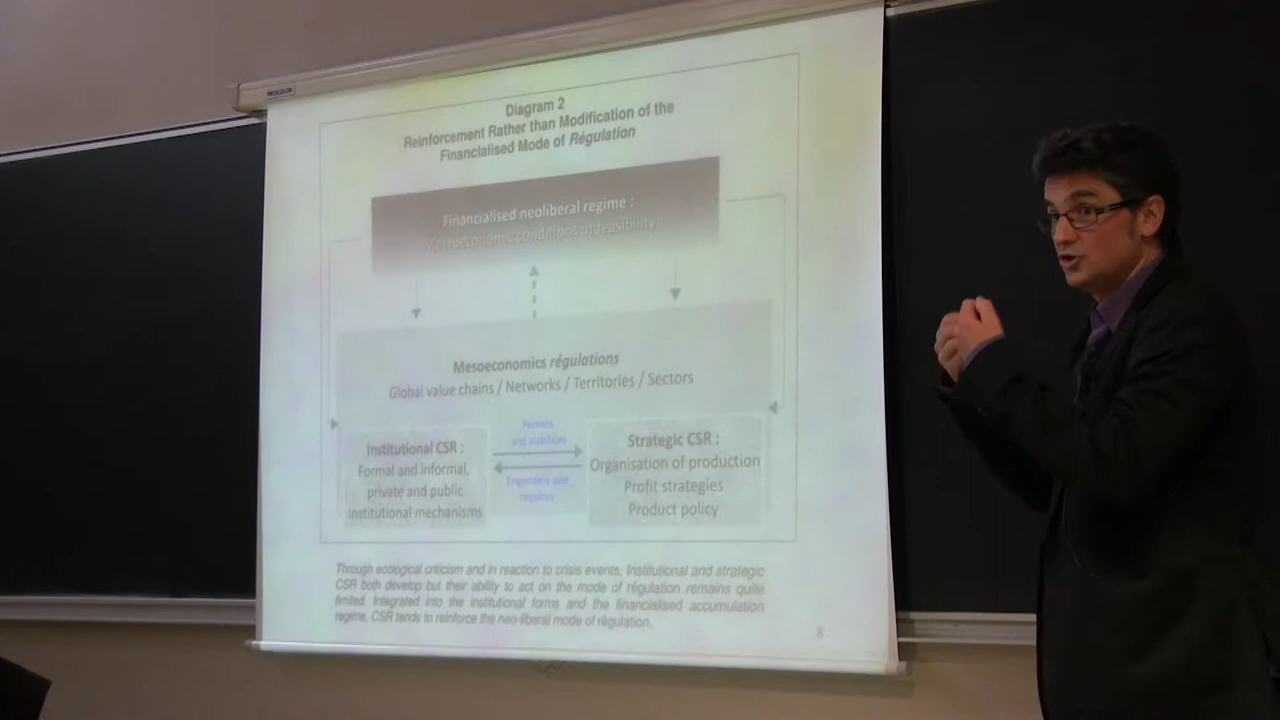 Diagram 2
Reinforcement Rather than Modification of the
Financialised Mode of Régulation
Financialised neoliberal regime :
Macroeconomic conditions of feasibility
Mesoeconomics régulations
Global value chains / Networks / Territories / Sectors
Institutional CSR :
Formal and informal,
private and public
institutional mechanisms
Permits
and stabilises
Engenders and
requires
Strategic CSR :
Organisation of production
Profit strategies
Product policy
Through ecological criticism and in reaction to crisis events, Institutional and strategic
CSR both develop but their ability to act on the mode of régulation remains quite
limited. Integrated into the institutional forms and the financialised accumulation
regime, CSR tends to reinforce the neo-liberal mode of régulation.
8